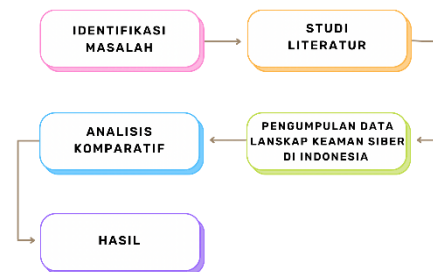 IDENTIFIKASI
MASALAH
STUDI
LITERATUR
PENGUMPULAN DATA
LANSKAP KEAMAN SIBER
DI INDONESIA
ANALISIS
KOMPARATIF
HASIL